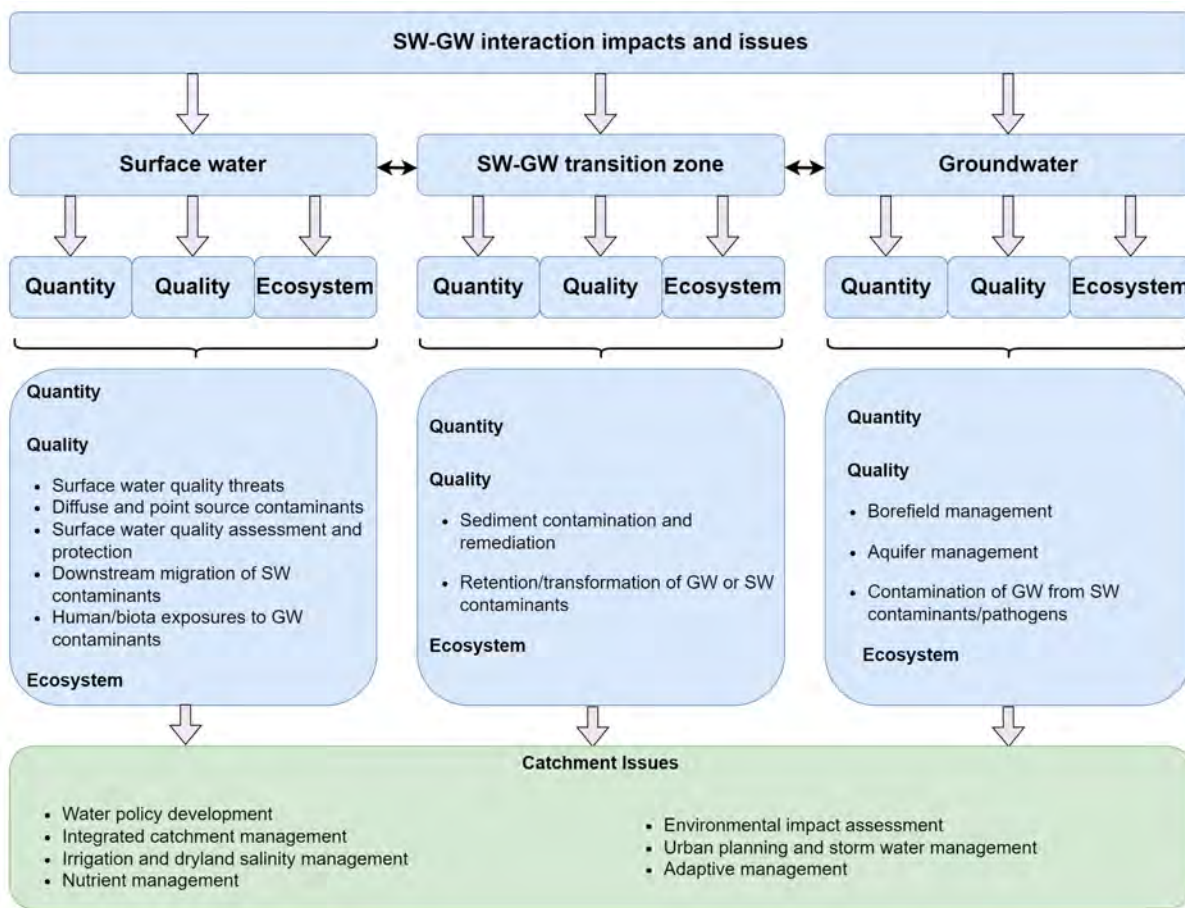 SW-GW interaction impacts and issues
Surface water
SW-GW transition zone
Groundwater
Quantity
Quality
Ecosystem
Quantity
Quality
Ecosystem
Quantity
Quality
Ecosystem
Quantity
Quality
• Surface water quality threats
• Diffuse and point source contaminants
• Surface water quality assessment and
protection
• Downstream migration of SW
contaminants
• Human/biota exposures to GW
contaminants
Ecosystem
Quantity
Quality
• Sediment contamination and
remediation
• Retention/transformation of GW or SW
contaminants
Ecosystem
Quantity
Quality
• Borefield management
• Aquifer management
• Contamination of GW from SW
contaminants/pathogens
Ecosystem
Catchment Issues
• Water policy development
• Integrated catchment management
• Irrigation and dryland salinity management
• Nutrient management
• Environmental impact assessment
• Urban planning and storm water management
• Adaptive management